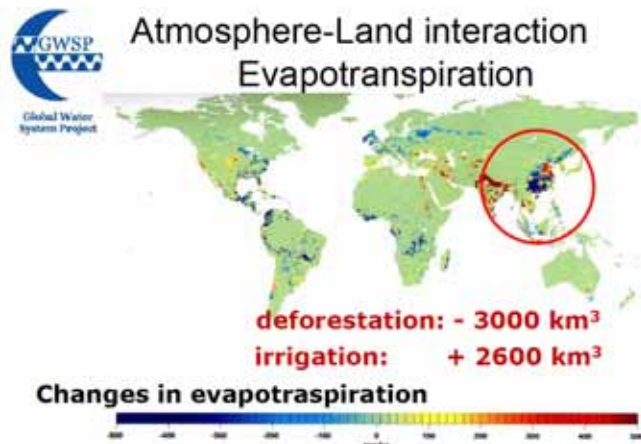 GWSP
Global Water
System Project
Atmosphere-Land interaction
Evapotranspiration
deforestation: - 3000 km³
irrigation: + 2600 km³
Changes in evapotraspiration